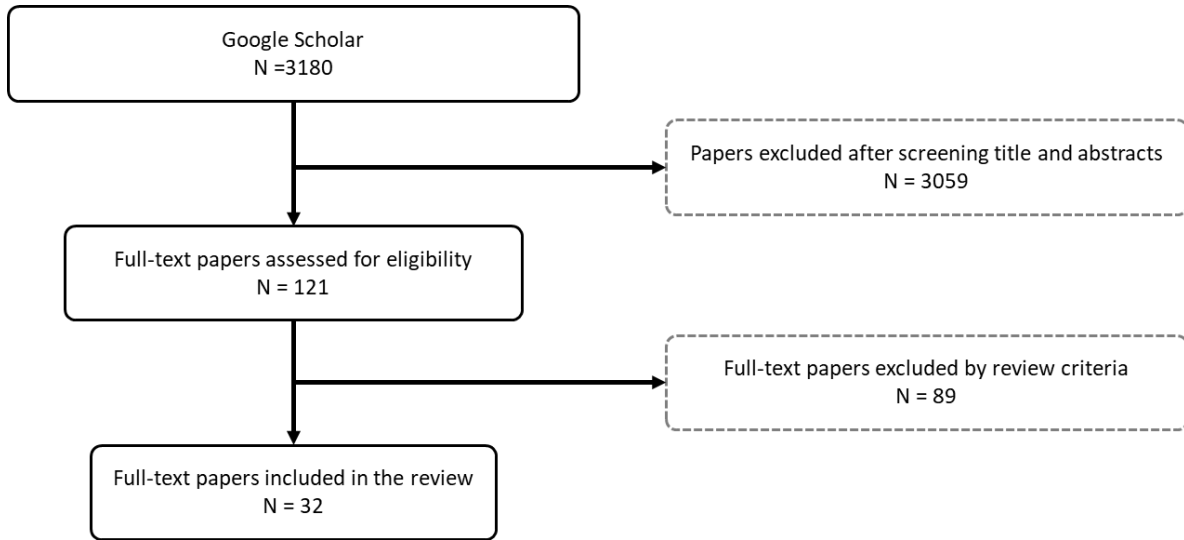 Google Scholar
N =3180
Papers excluded after screening title and abstracts
N = 3059
Full-text papers assessed for eligibility
N = 121
Full-text papers excluded by review criteria
N = 89
Full-text papers included in the review
N = 32